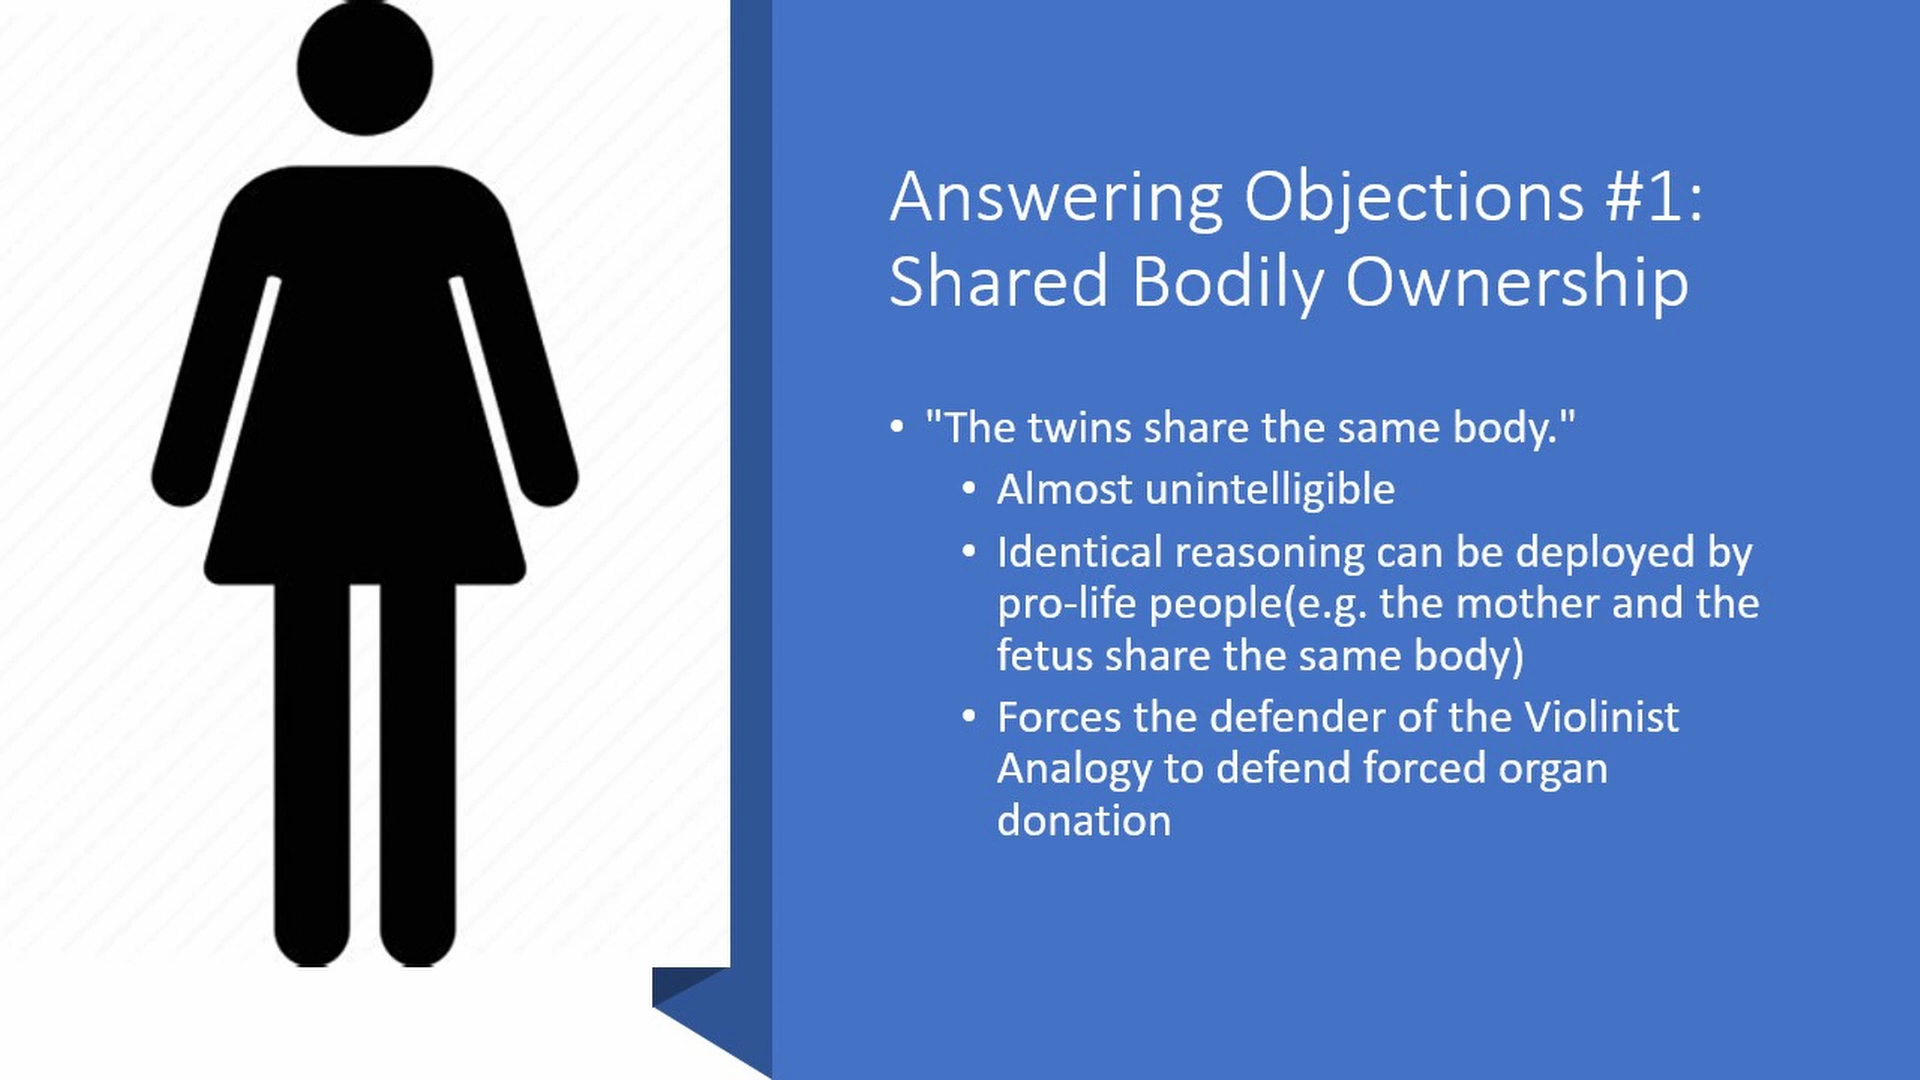 Answering Objections #1:
Shared Bodily Ownership
• "The twins share the same body."
• Almost unintelligible
• Identical reasoning can be deployed by
pro-life people(e.g. the mother and the
fetus share the same body)
• Forces the defender of the Violinist
Analogy to defend forced organ
donation